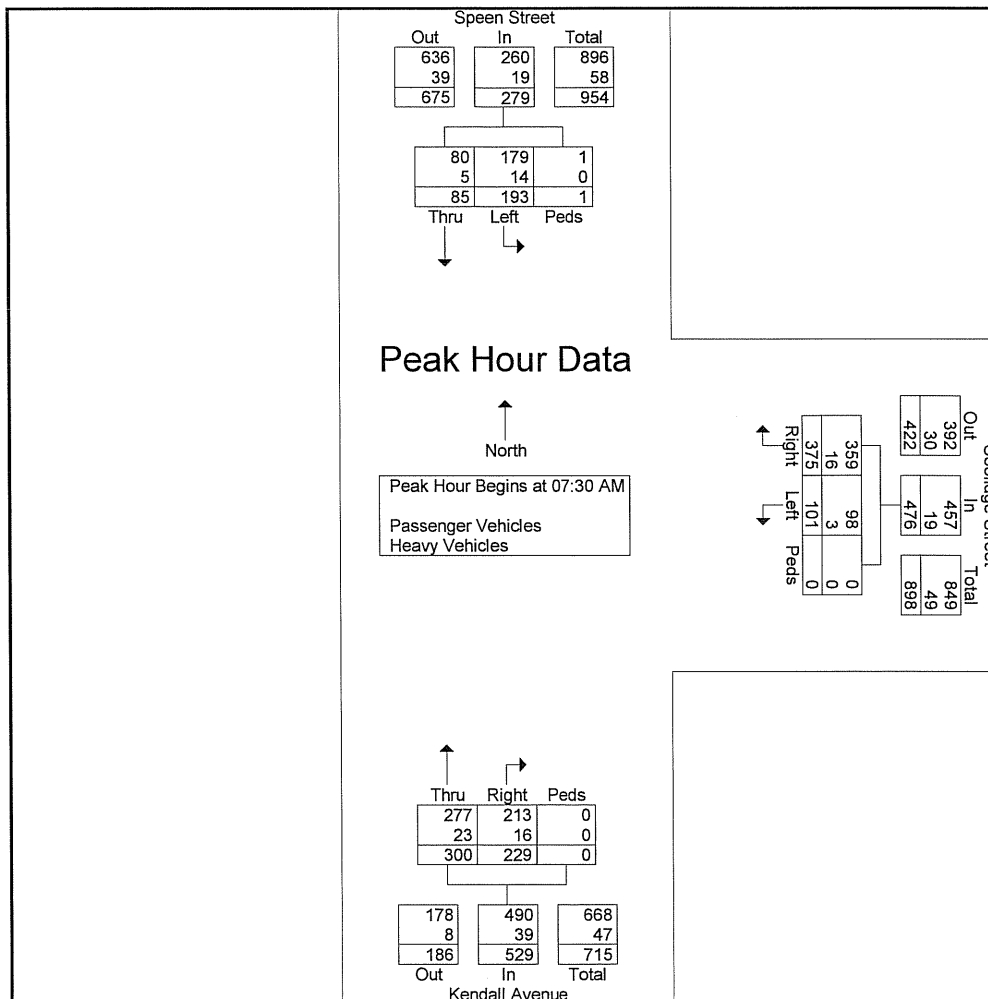 Speen Street
Out In Total
636 260 896
39 19 58
675 279 954
80 179 1
5 14 0
85 193 1
Thru Left Peds
Peak Hour Data
North
Peak Hour Begins at 07:30 AM
Passenger Vehicles
Heavy Vehicles
Street
Out In Total
392 457 849
30 19 49
422 476 898
359 98 0
16 3 0
375 101 0
Right Left Peds
Thru Right Peds
277 213 0
23 16 0
300 229 0
178 490 668
8 39 47
186 529 715
Out In Total
Kendall Avenue